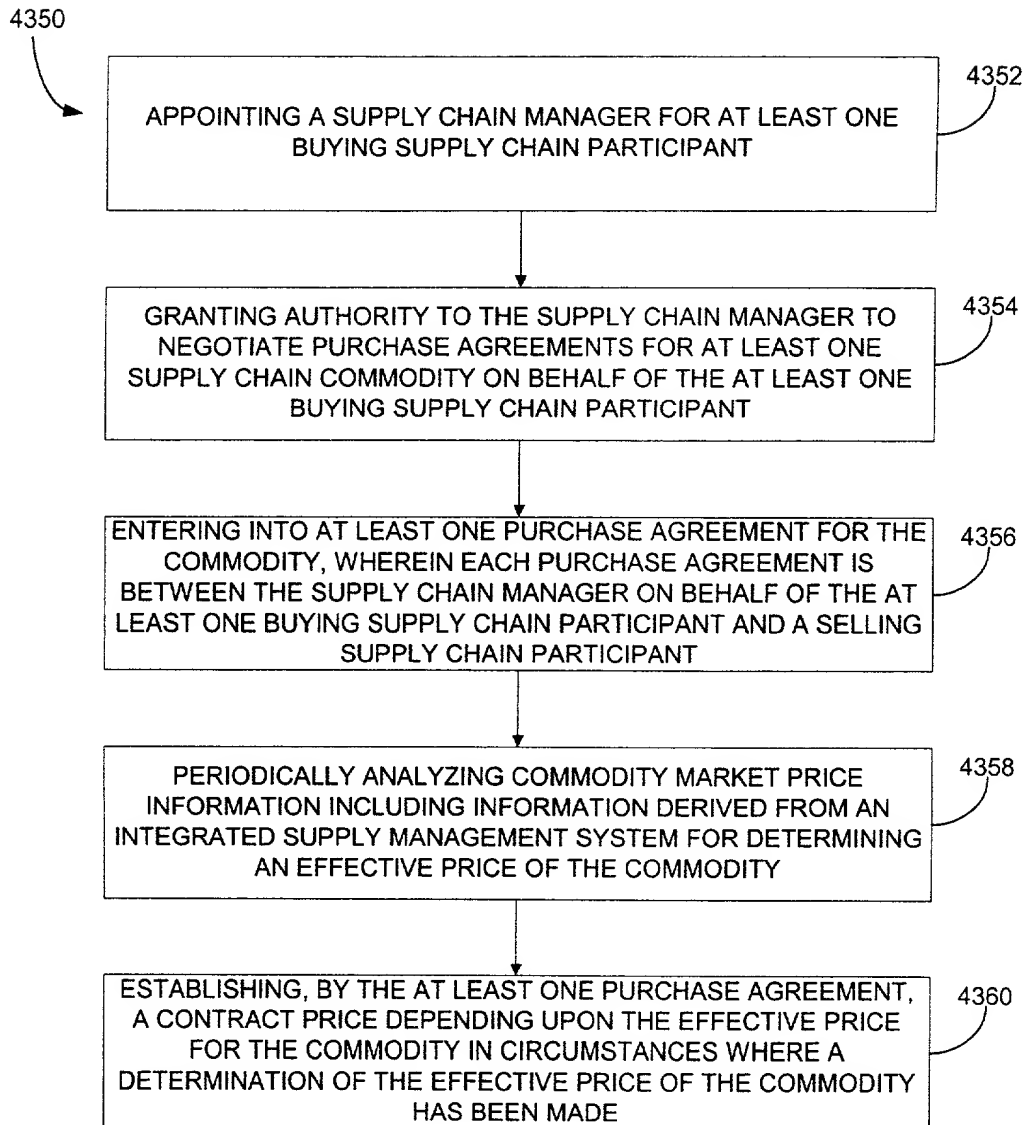 4350
4352
APPOINTING A SUPPLY CHAIN MANAGER FOR AT LEAST ONE
BUYING SUPPLY CHAIN PARTICIPANT
4354
GRANTING AUTHORITY TO THE SUPPLY CHAIN MANAGER TO
NEGOTIATE PURCHASE AGREEMENTS FOR AT LEAST ONE
SUPPLY CHAIN COMMODITY ON BEHALF OF THE AT LEAST ONE
BUYING SUPPLY CHAIN PARTICIPANT
4356
ENTERING INTO AT LEAST ONE PURCHASE AGREEMENT FOR THE
COMMODITY, WHEREIN EACH PURCHASE AGREEMENT IS
BETWEEN THE SUPPLY CHAIN MANAGER ON BEHALF OF THE AT
LEAST ONE BUYING SUPPLY CHAIN PARTICIPANT AND A SELLING
SUPPLY CHAIN PARTICIPANT
4358
PERIODICALLY ANALYZING COMMODITY MARKET PRICE
INFORMATION INCLUDING INFORMATION DERIVED FROM AN
INTEGRATED SUPPLY MANAGEMENT SYSTEM FOR DETERMINING
AN EFFECTIVE PRICE OF THE COMMODITY
4360
ESTABLISHING, BY THE AT LEAST ONE PURCHASE AGREEMENT,
A CONTRACT PRICE DEPENDING UPON THE EFFECTIVE PRICE
FOR THE COMMODITY IN CIRCUMSTANCES WHERE A
DETERMINATION OF THE EFFECTIVE PRICE OF THE COMMODITY
HAS BEEN MADE